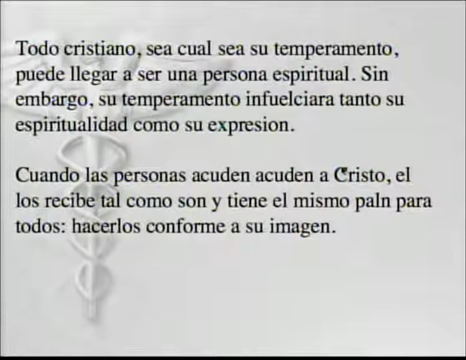 Todo cristiano, sea cual sea su temperamento,
puede llegar a ser una persona espiritual. Sin
embargo, su temperamento infuelciara tanto su
espiritualidad como su expresion.
Cuando las personas acuden acuden a Cristo, el
los recibe tal como son y tiene el mismo paln para
todos: hacerlos conforme a su imagen.